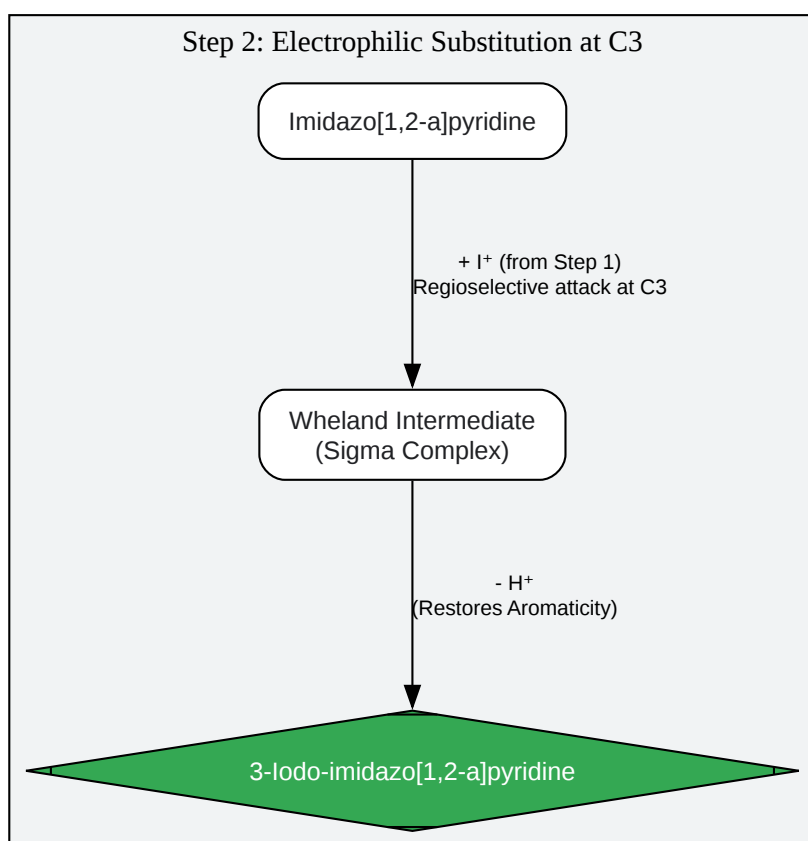 Step 2: Electrophilic Substitution at C3
Imidazo[1,2-a]pyridine
+ I⁺ (from Step 1)
Regioselective attack at C3
Wheland Intermediate
(Sigma Complex)
- H⁺
(Restores Aromaticity)
3-Iodo-imidazo[1,2-a]pyridine